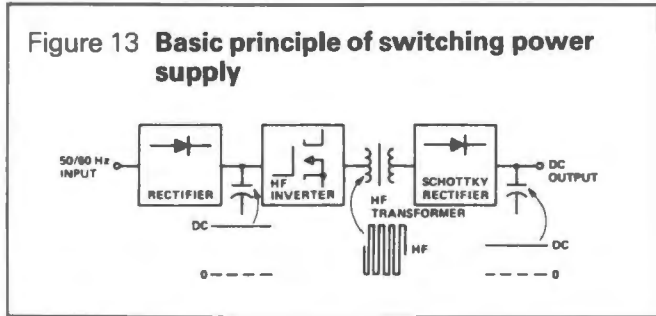 Figure 13 Basic principle of switching power
supply
50/60 Hz
INPUT
RECTIFIER
HF
INVERTER
HF
TRANSFORMER
SCHOTTKY
RECTIFIER
DC
OUTPUT
DC
0
HF
DC
0